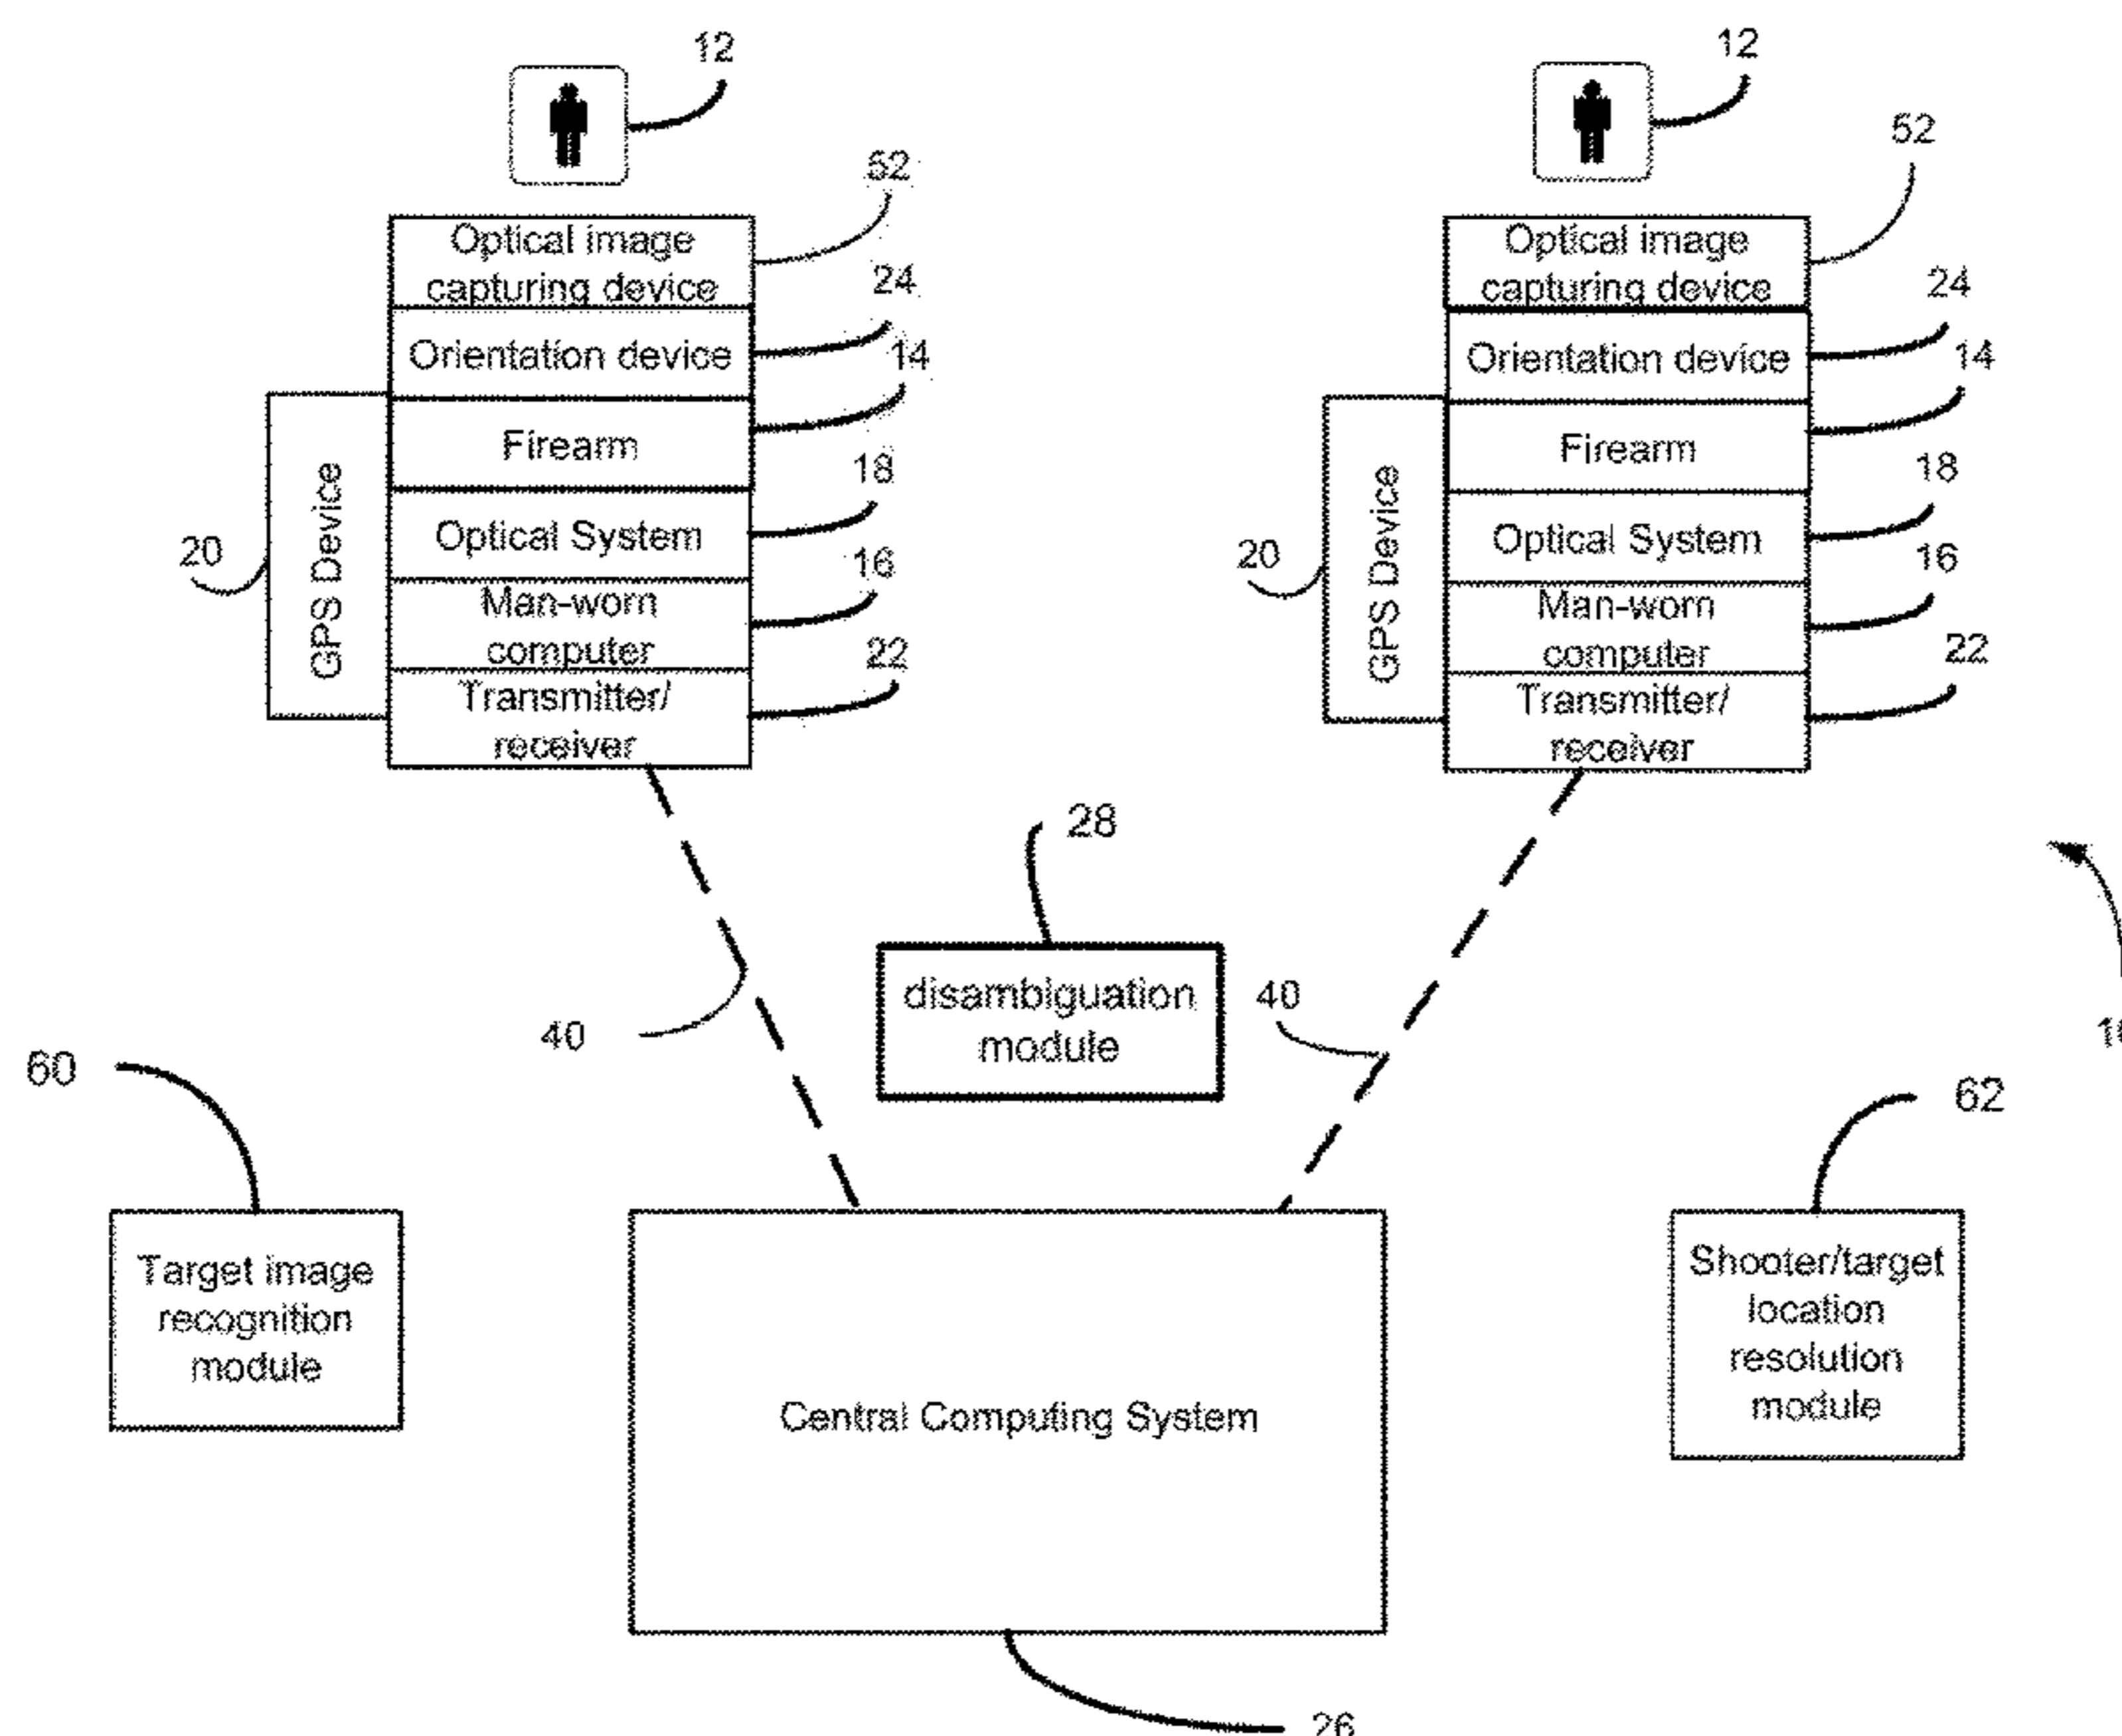 12
12
52
52
Optical image
capturing device
Optical image
capturing device
24
24
Orientation device
Orientation device
14
14
Firearm
Firearm
18
18
GPS Device
GPS Device
Optical System
Optical System
20
20
16
16
Man-worn
computer
Man-worn
computer
22
22
Transmitter/
receiver
Transmitter/
receiver
28
disambiguation
module
40
40
60
62
Target image
recognition
module
Shooter/target
location
resolution
module
Central Computing System
26